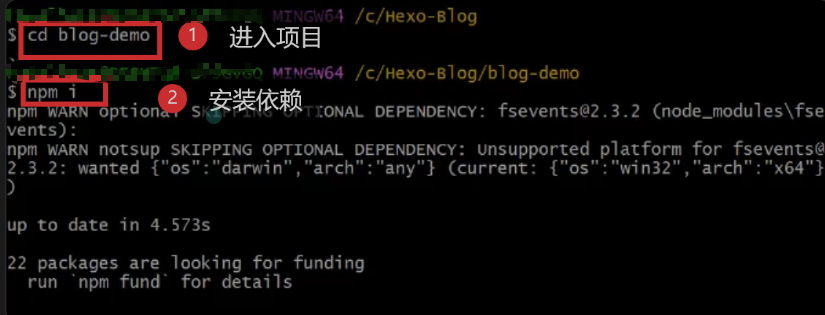 MINGW64 /c/Hexo-Blog
$ cd blog-demo 1 进入项目
MINGW64 /c/Hexo-Blog/blog-demo
$ npm i 2 安装依赖
npm WARN optional SKIPPING OPTIONAL DEPENDENCY: fsevents@2.3.2 (node_modules\fse
vents):
npm WARN notsup SKIPPING OPTIONAL DEPENDENCY: Unsupported platform for fsevents@
2.3.2: wanted {"os":"darwin","arch":"any"} (current: {"os":"win32","arch":"x64"}
)
up to date in 4.573s
22 packages are looking for funding
run `npm fund` for details